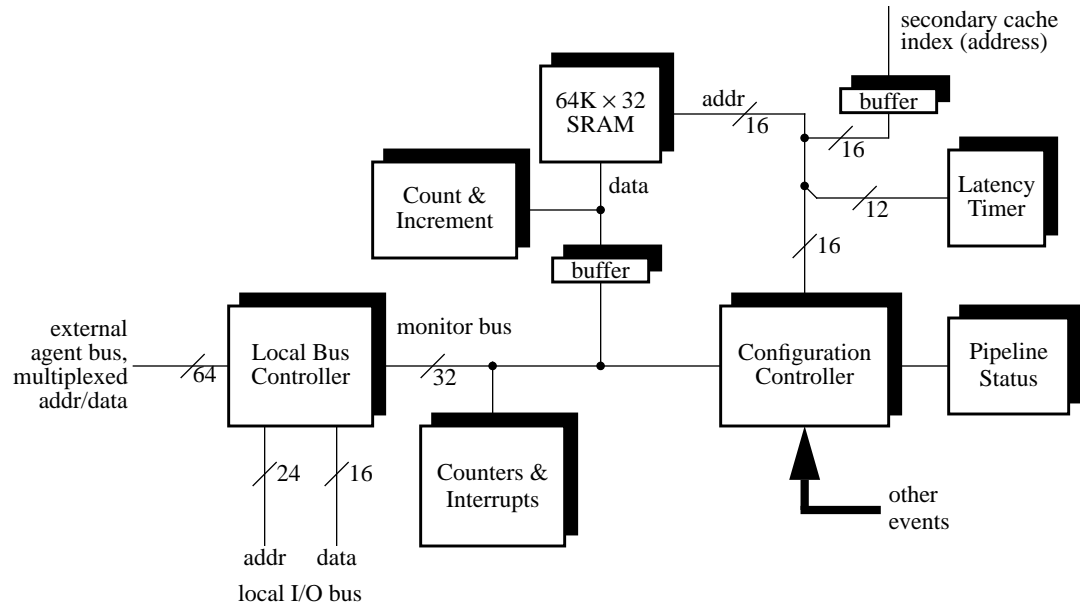 secondary cache
index (address)
buffer
64K × 32
SRAM
addr
16
16
Count &
Increment
data
Latency
Timer
12
16
buffer
external
agent bus,
multiplexed
addr/data
64
Local Bus
Controller
monitor bus
32
Configuration
Controller
Pipeline
Status
Counters &
Interrupts
24
16
other
events
addr
data
local I/O bus